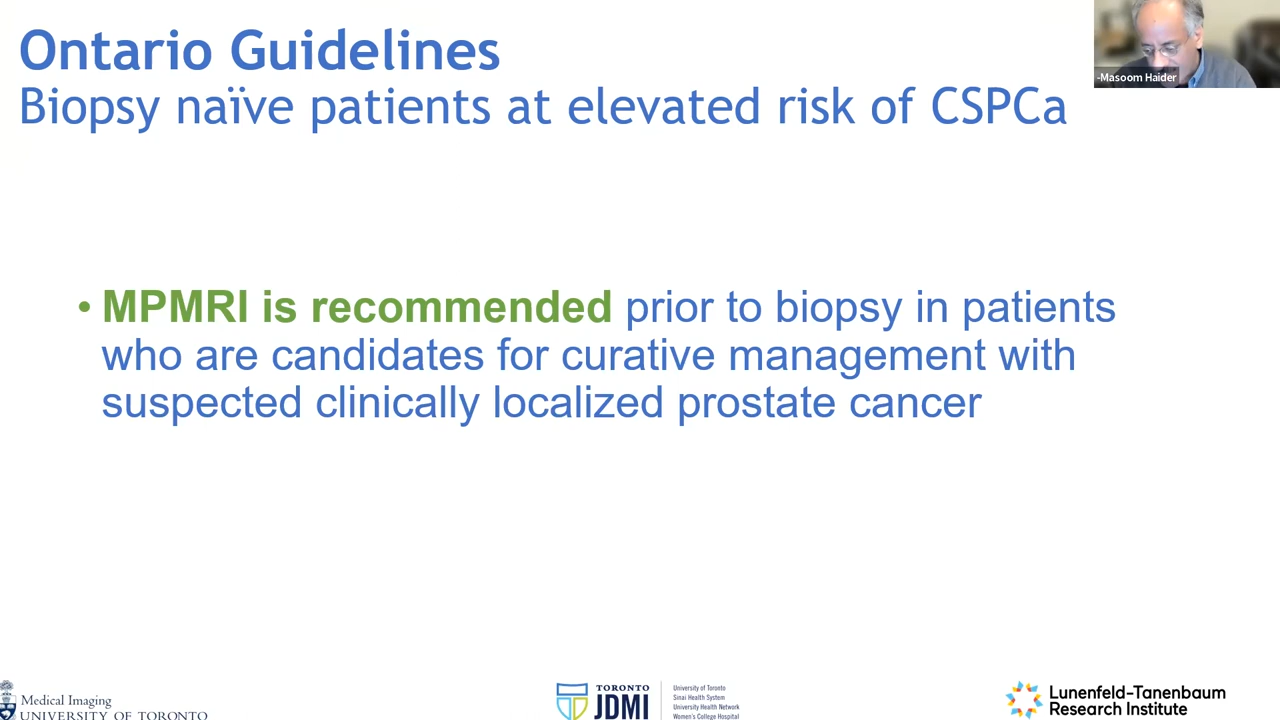 Ontario Guidelines
Biopsy naïve patients at elevated risk of CSPCa
-Masoom Haider
• MPMRI is recommended prior to biopsy in patients
who are candidates for curative management with
suspected clinically localized prostate cancer
Medical Imaging
UNIVERSITY OF TORONTO
TORONTO
JDMI
University of Toronto
Sinai Health System
University Health Network
Women's College Hospital
Lunenfeld-Tanenbaum
Research Institute